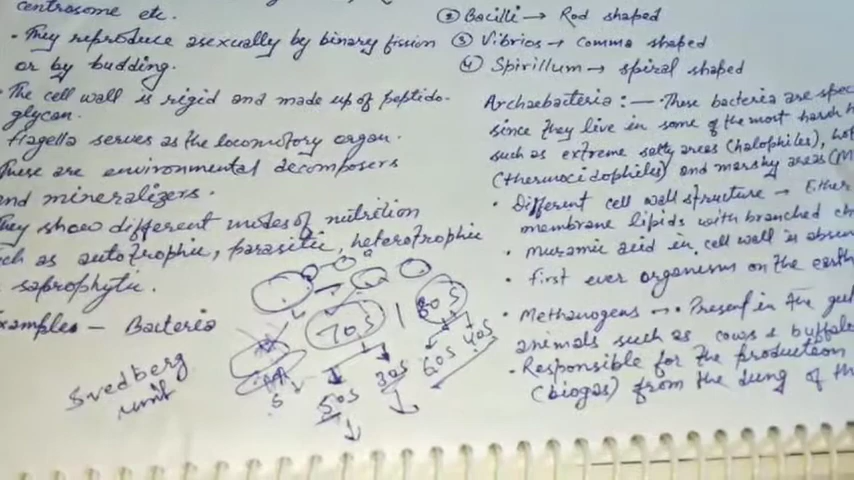 centrosome etc.
• They reproduce asexually by binary fission
or by budding.
• The cell wall is rigid and made up of peptido-
glycan.
flagella serves as the locomotory organ.
These are environmental decomposers
and mineralizers.
They show different modes of nutrition
such as autotrophic, parasitic, heterotrophic
saprophytic.
Examples – Bacteria
Svedberg
unit
70S | 80S
50S 30S 60S 40S
S
② Bacilli → Rod shaped
③ Vibrios → Comma shaped
④ Spirillum → spiral shaped
Archaebacteria : — These bacteria are spec
since they live in some of the most harsh h
such as extreme salty areas (halophiles), hot
(thermoacidophiles) and marshy areas (M
• Different cell wall structure → Ether
membrane lipids with branched ch
• muramic acid in cell wall is absen
• first ever organism on the earth
• Methanogens → • Present in the gut
animals such as cows & buffalo
• Responsible for the production
(biogas) from the dung of th